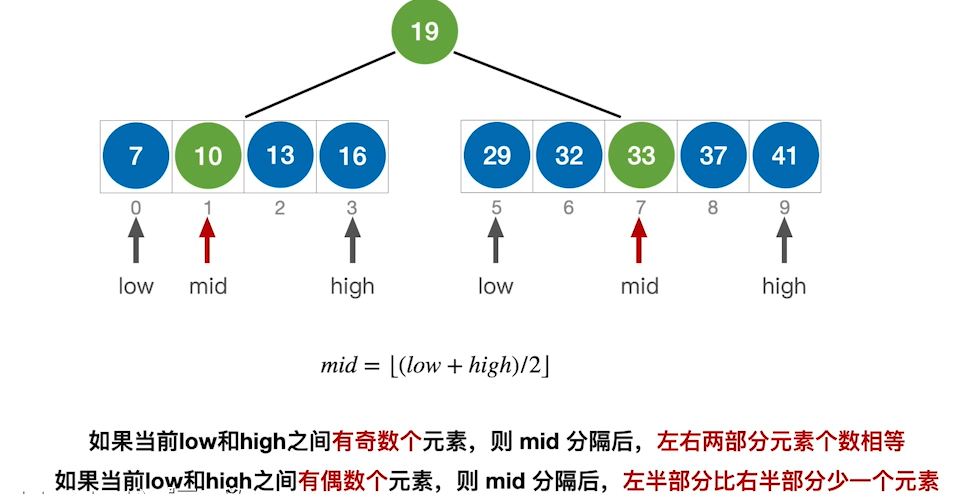 19
7 10 13 16 29 32 33 37 41
0 1 2 3 5 6 7 8 9
low mid high low mid high
mid = ⌊(low + high)/2⌋
如果当前low和high之间有奇数个元素，则 mid 分隔后，左右两部分元素个数相等
如果当前low和high之间有偶数个元素，则 mid 分隔后，左半部分比右半部分少一个元素